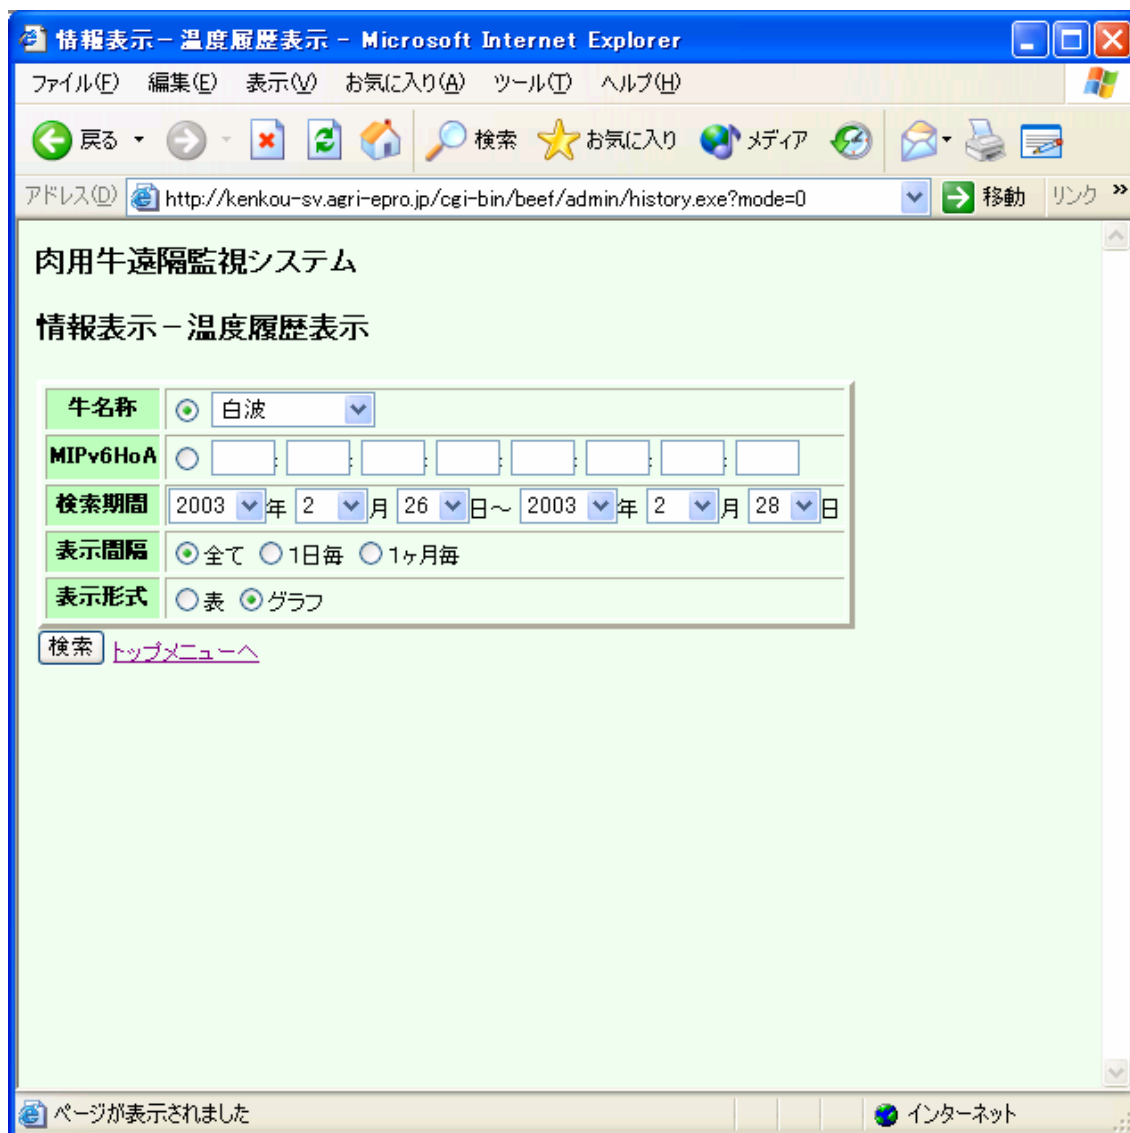 情報表示－温度履歴表示 - Microsoft Internet Explorer
ファイル(F) 編集(E) 表示(V) お気に入り(A) ツール(T) ヘルプ(H)
戻る 検索 お気に入り メディア
アドレス(D) http://kenkou-sv.agri-epro.jp/cgi-bin/beef/admin/history.exe?mode=0 移動 リンク »
肉用牛遠隔監視システム
情報表示－温度履歴表示
牛名称 白波
MIPv6HoA : : : : : : :
検索期間 2003 年 2 月 26 日～ 2003 年 2 月 28 日
表示間隔 全て 1日毎 1ヶ月毎
表示形式 表 グラフ
検索 トップメニューへ
ページが表示されました インターネット